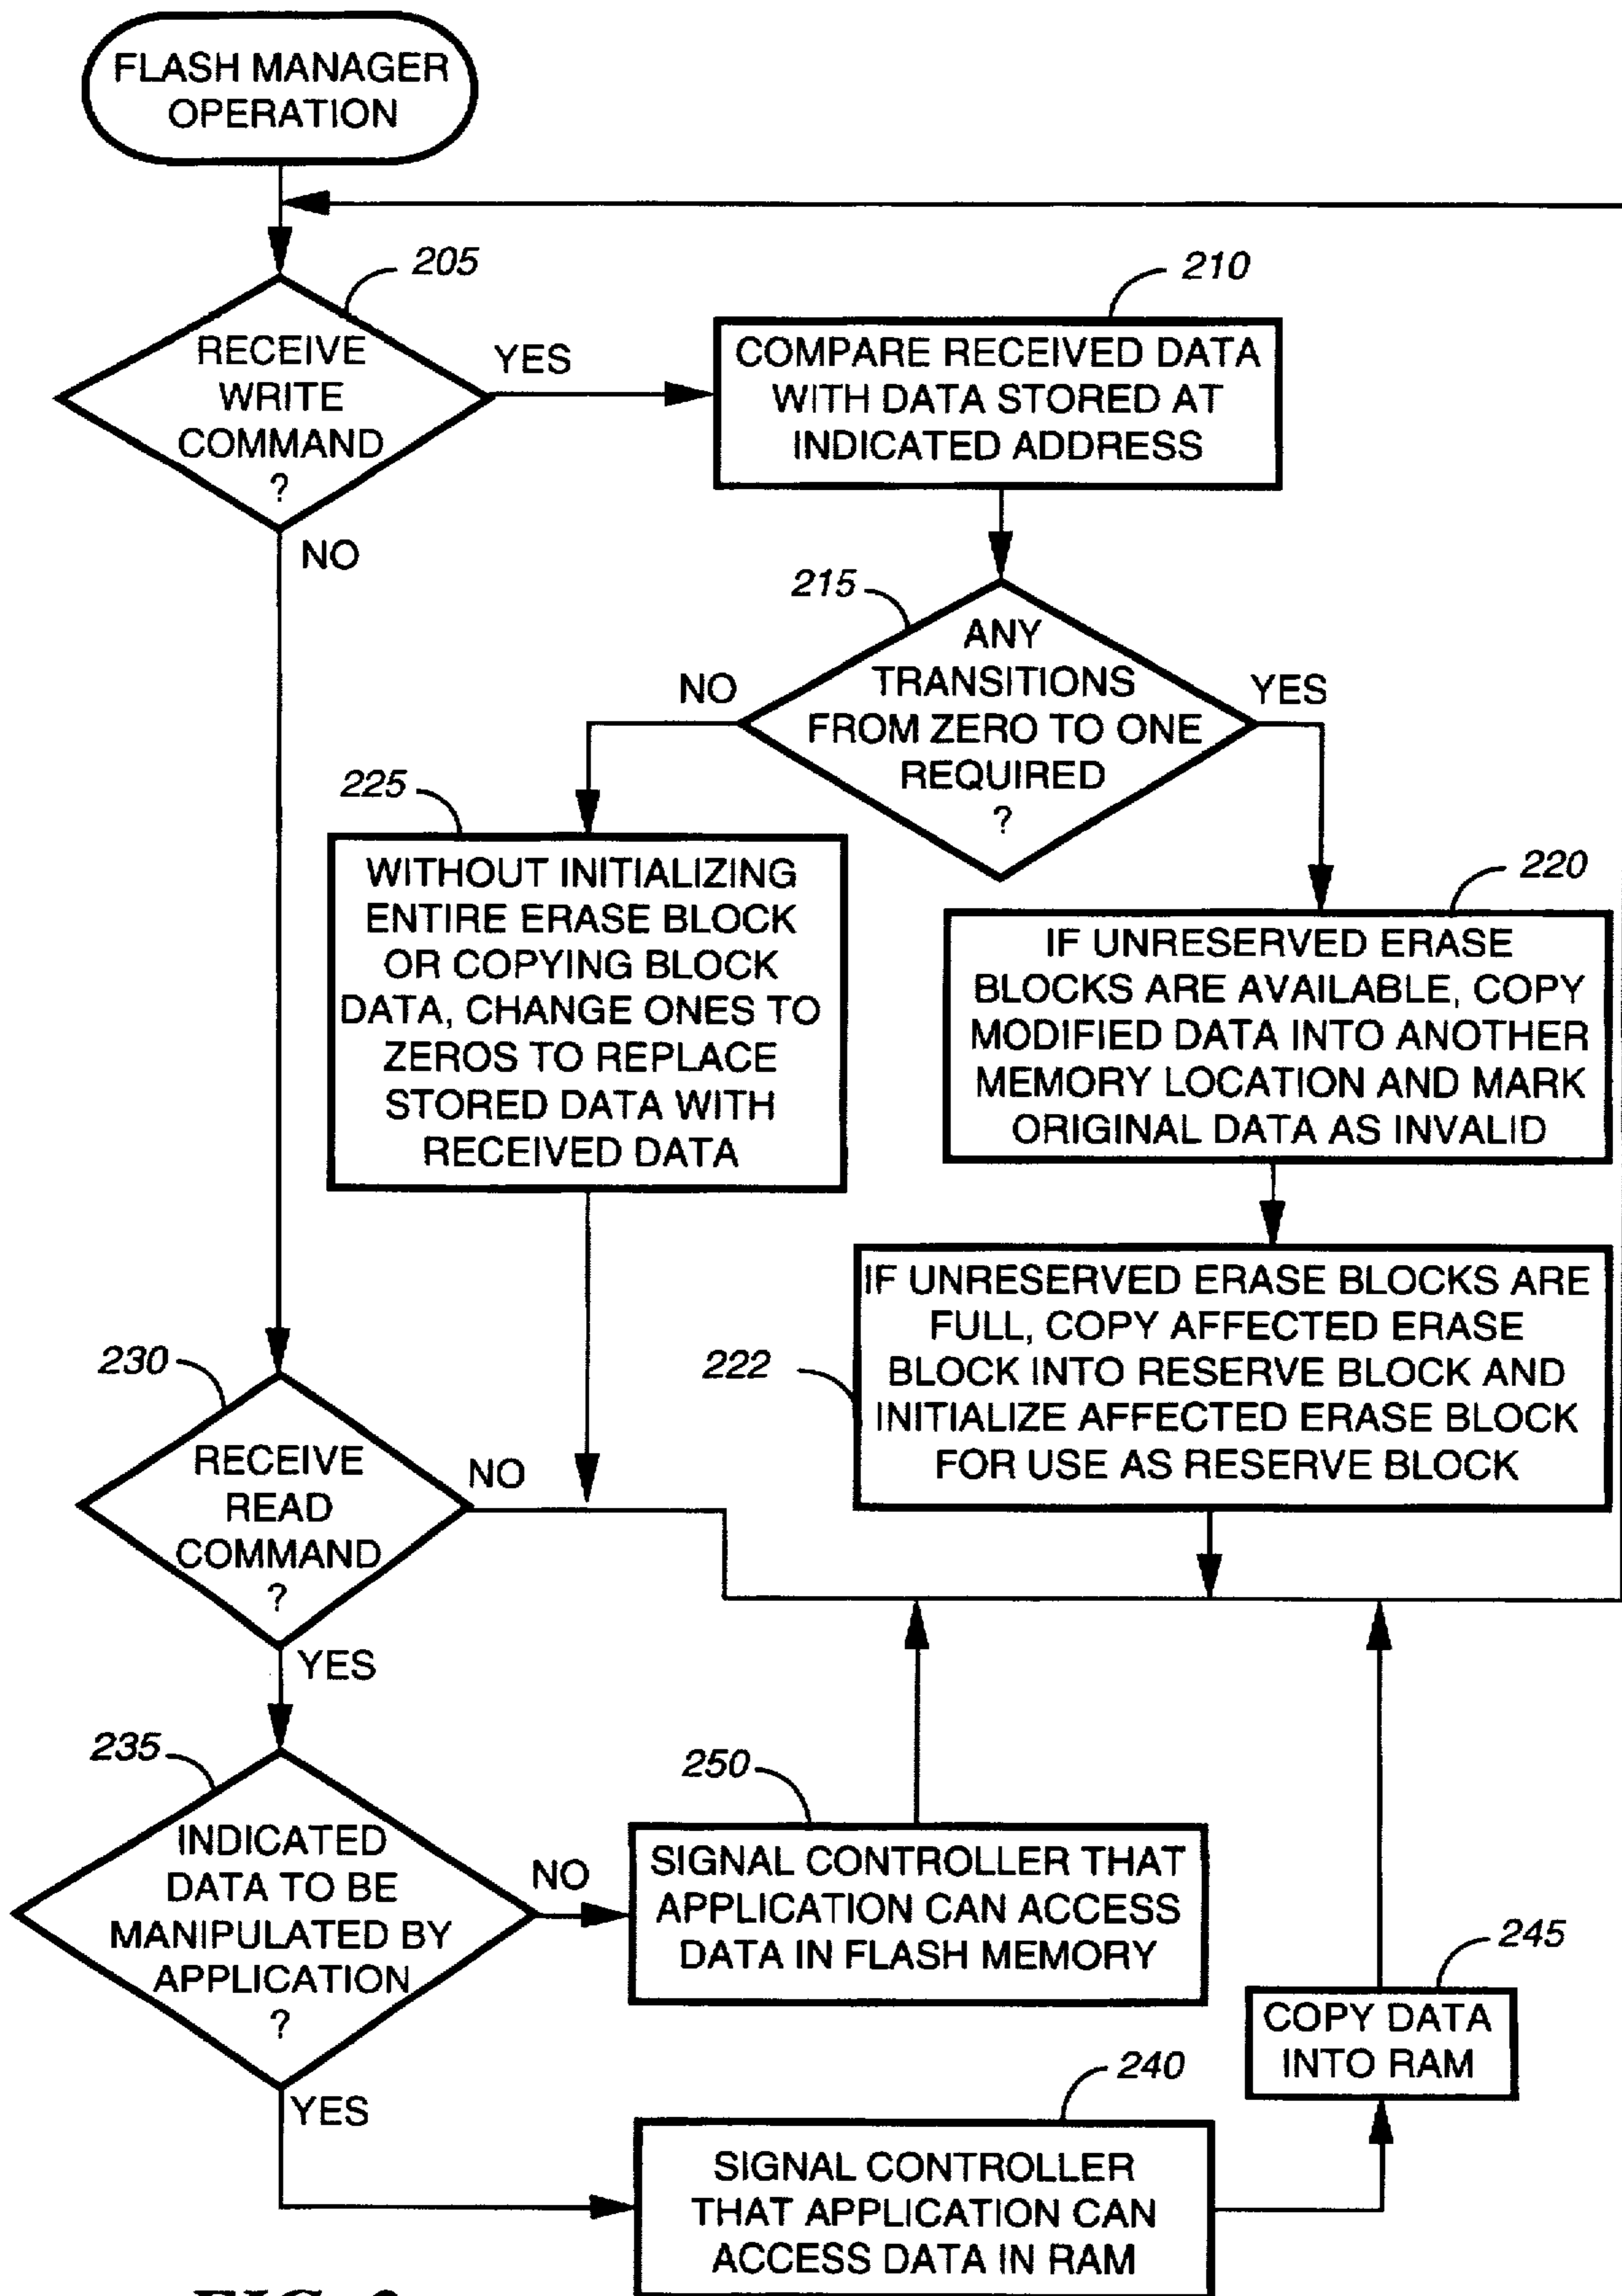 FLASH MANAGER
OPERATION
205
RECEIVE
WRITE
COMMAND
?
YES
NO
210
COMPARE RECEIVED DATA
WITH DATA STORED AT
INDICATED ADDRESS
215
ANY
TRANSITIONS
FROM ZERO TO ONE
REQUIRED
?
NO
YES
225
WITHOUT INITIALIZING
ENTIRE ERASE BLOCK
OR COPYING BLOCK
DATA, CHANGE ONES TO
ZEROS TO REPLACE
STORED DATA WITH
RECEIVED DATA
220
IF UNRESERVED ERASE
BLOCKS ARE AVAILABLE, COPY
MODIFIED DATA INTO ANOTHER
MEMORY LOCATION AND MARK
ORIGINAL DATA AS INVALID
222
IF UNRESERVED ERASE BLOCKS ARE
FULL, COPY AFFECTED ERASE
BLOCK INTO RESERVE BLOCK AND
INITIALIZE AFFECTED ERASE BLOCK
FOR USE AS RESERVE BLOCK
230
RECEIVE
READ
COMMAND
?
NO
YES
235
INDICATED
DATA TO BE
MANIPULATED BY
APPLICATION
?
NO
YES
250
SIGNAL CONTROLLER THAT
APPLICATION CAN ACCESS
DATA IN FLASH MEMORY
245
COPY DATA
INTO RAM
240
SIGNAL CONTROLLER
THAT APPLICATION CAN
ACCESS DATA IN RAM